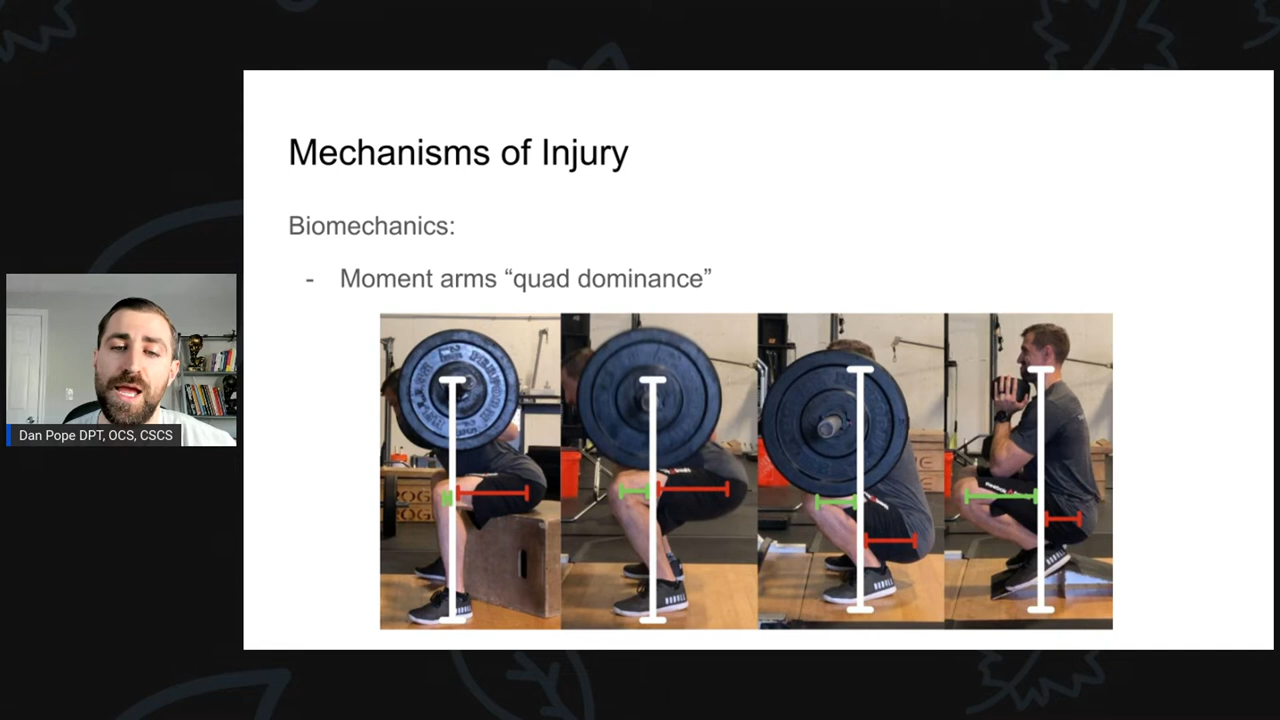 Mechanisms of Injury
Biomechanics:
- Moment arms “quad dominance”
Dan Pope DPT, OCS, CSCS